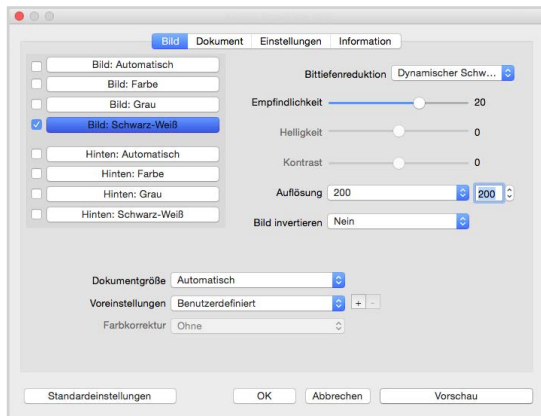 Bild Dokument Einstellungen Information
Bild: Automatisch
Bild: Farbe
Bild: Grau
Bild: Schwarz-Weiß
Hinten: Automatisch
Hinten: Farbe
Hinten: Grau
Hinten: Schwarz-Weiß
Bittiefenreduktion Dynamischer Schw...
Empfindlichkeit 20
Helligkeit 0
Kontrast 0
Auflösung 200 200
Bild invertieren Nein
Dokumentgröße Automatisch
Voreinstellungen Benutzerdefiniert + -
Farbkorrektur Ohne
Standardeinstellungen OK Abbrechen Vorschau